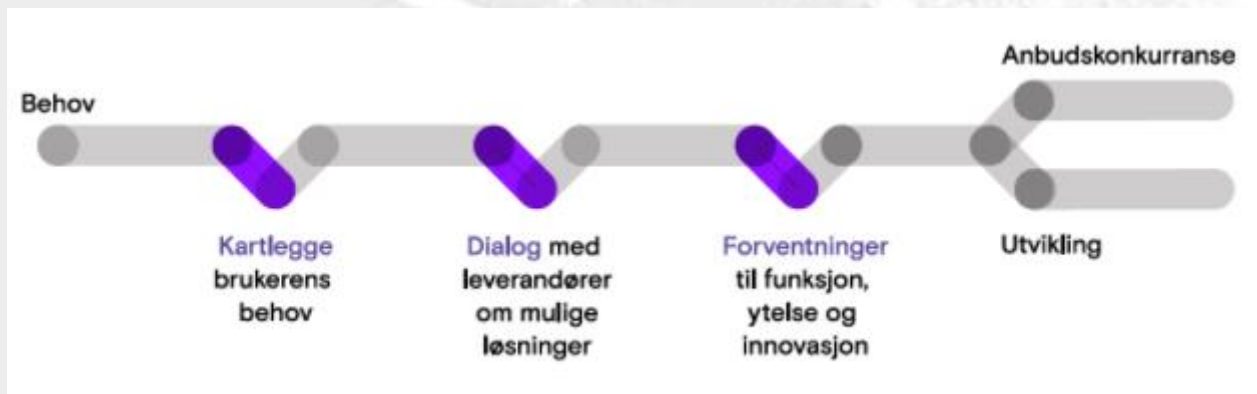 Anbudskonkurranse
Behov
Kartlegge
brukerens
behov
Dialog med
leverandører
om mulige
løsninger
Forventninger
til funksjon,
ytelse og
innovasjon
Utvikling